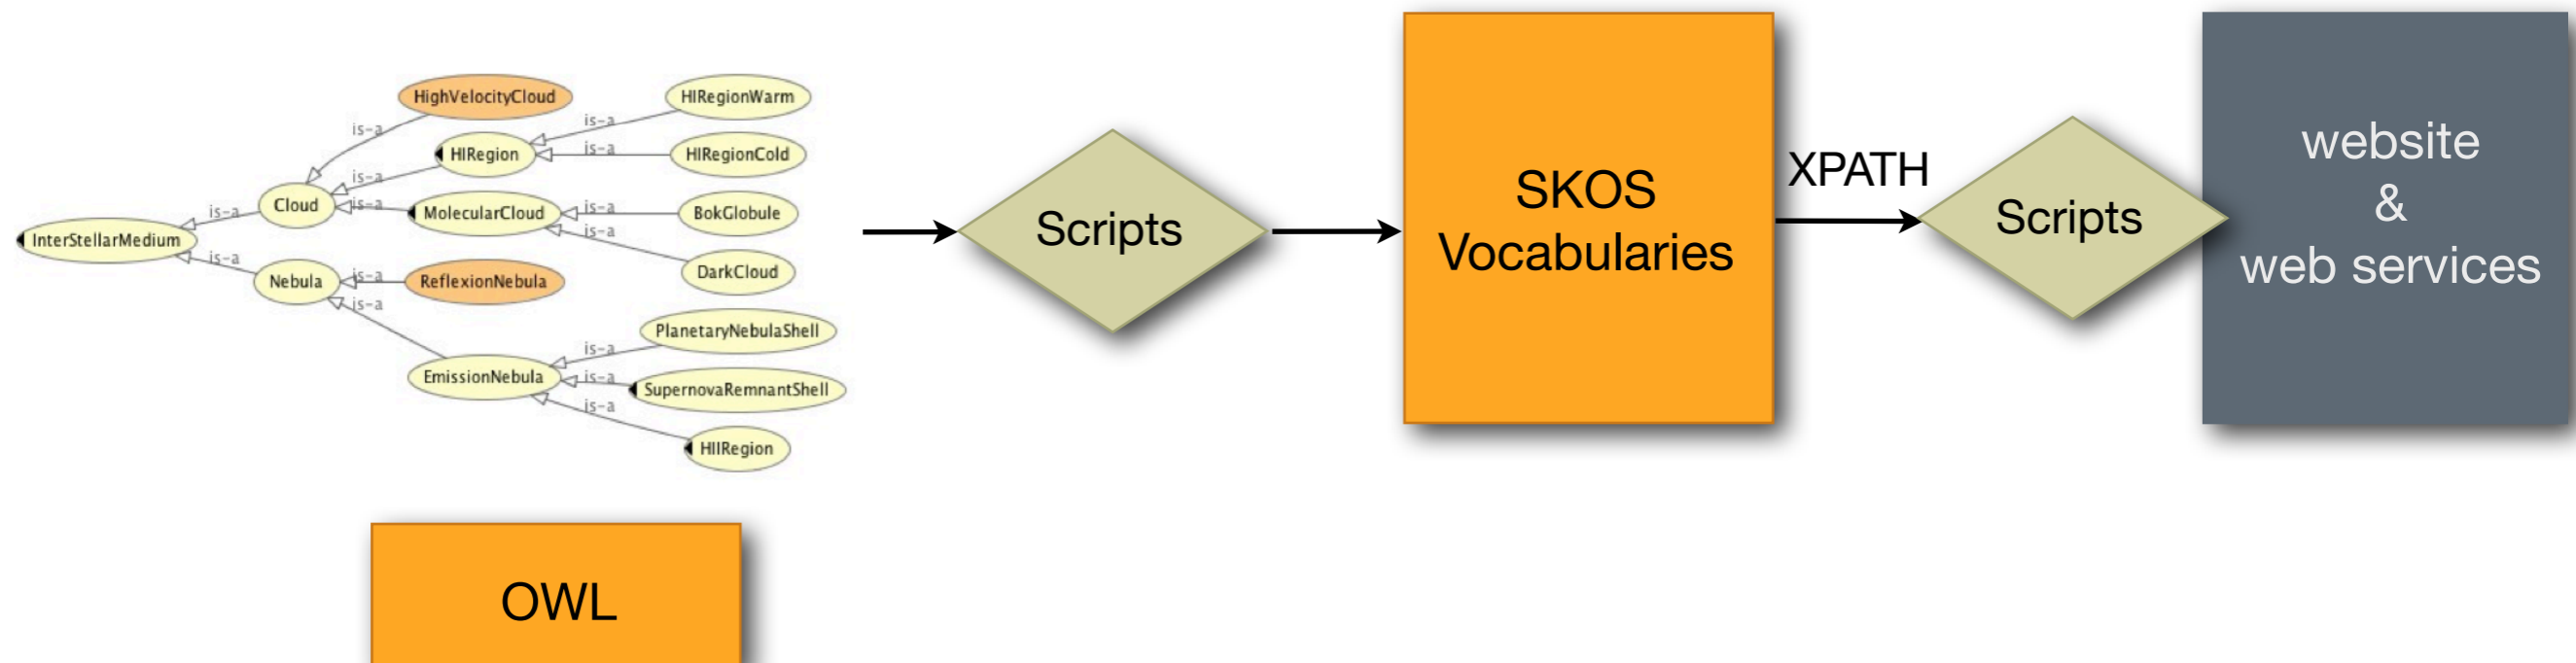 HighVelocityCloud
HIRegionWarm
is-a
is-a
HIRegion
is-a
HIRegionCold
is-a
Cloud
is-a
MolecularCloud
is-a
BokGlobule
is-a
is-a
InterStellarMedium
is-a
DarkCloud
Nebula
is-a
ReflexionNebula
is-a
PlanetaryNebulaShell
is-a
EmissionNebula
is-a
SupernovaRemnantShell
is-a
HIIRegion
Scripts
SKOS
Vocabularies
XPATH
Scripts
website
&
web services
OWL